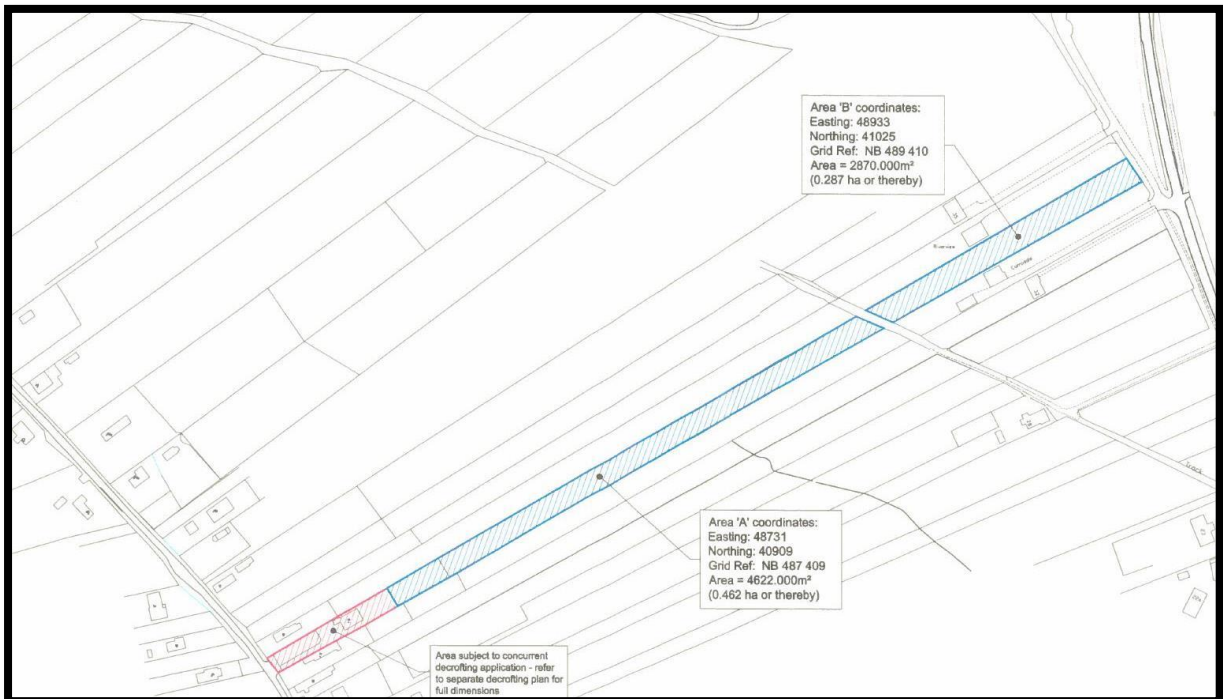 Area 'B' coordinates:
Easting: 48933
Northing: 41025
Grid Ref: NB 489 410
Area = 2870.000m²
(0.287 ha or thereby)
Riverview
Track
Area 'A' coordinates:
Easting: 48731
Northing: 40909
Grid Ref: NB 487 409
Area = 4622.000m²
(0.462 ha or thereby)
Area subject to concurrent
decrofting application - refer
to separate decrofting plan for
full dimensions